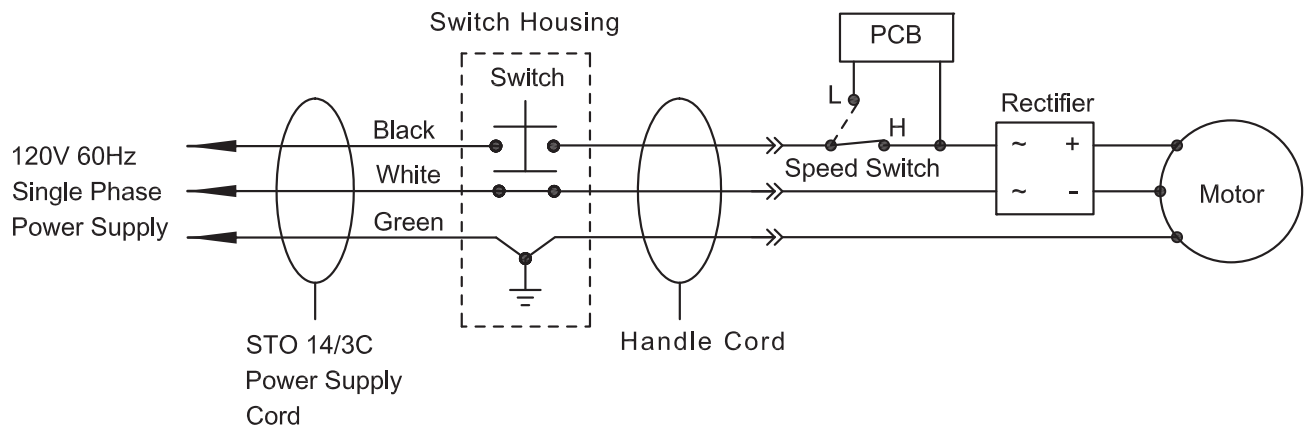 Switch Housing
PCB
Switch
L
Rectifier
Black
H
120V 60Hz
Single Phase
Power Supply
~
+
Speed Switch
White
~
-
Motor
Green
STO 14/3C
Power Supply
Cord
Handle Cord